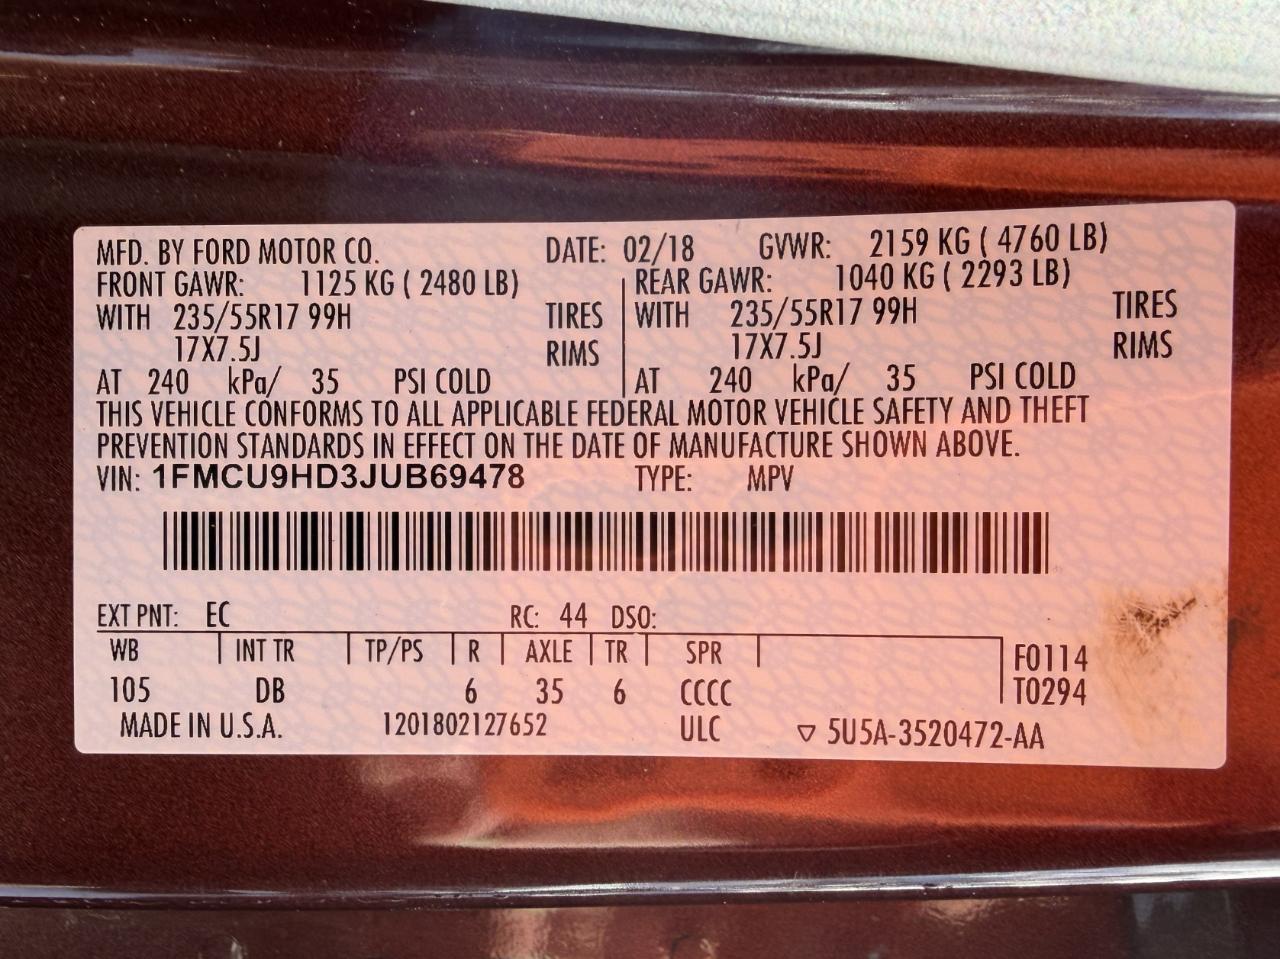 MFD. BY FORD MOTOR CO. DATE: 02/18 GVWR: 2159 KG ( 4760 LB)
FRONT GAWR: 1125 KG ( 2480 LB) REAR GAWR: 1040 KG ( 2293 LB)
WITH 235/55R17 99H TIRES WITH 235/55R17 99H TIRES
17X7.5J RIMS 17X7.5J RIMS
AT 240 kPa/ 35 PSI COLD AT 240 kPa/ 35 PSI COLD
THIS VEHICLE CONFORMS TO ALL APPLICABLE FEDERAL MOTOR VEHICLE SAFETY AND THEFT
PREVENTION STANDARDS IN EFFECT ON THE DATE OF MANUFACTURE SHOWN ABOVE.
VIN: 1FMCU9HD3JUB69478 TYPE: MPV
EXT PNT: EC RC: 44 DSO:
WB INT TR TP/PS R AXLE TR SPR F0114
105 DB 6 35 6 CCCC T0294
MADE IN U.S.A. 1201802127652 ULC ▽ 5U5A-3520472-AA